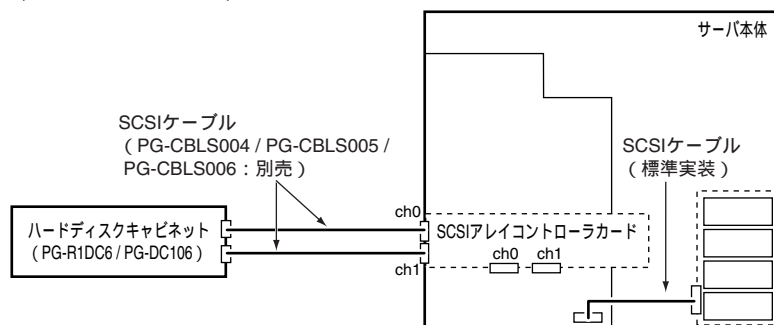 サーバ本体
SCSIケーブル
（PG-CBLS004 / PG-CBLS005 /
PG-CBLS006：別売）
SCSIケーブル
（標準実装）
ハードディスクキャビネット
（PG-R1DC6 / PG-DC106）
ch0
ch1
SCSIアレイコントローラカード
ch0 ch1